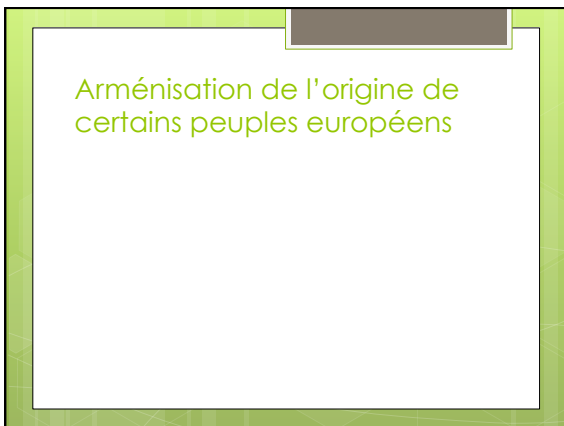 Arménisation de l’origine de
certains peuples européens